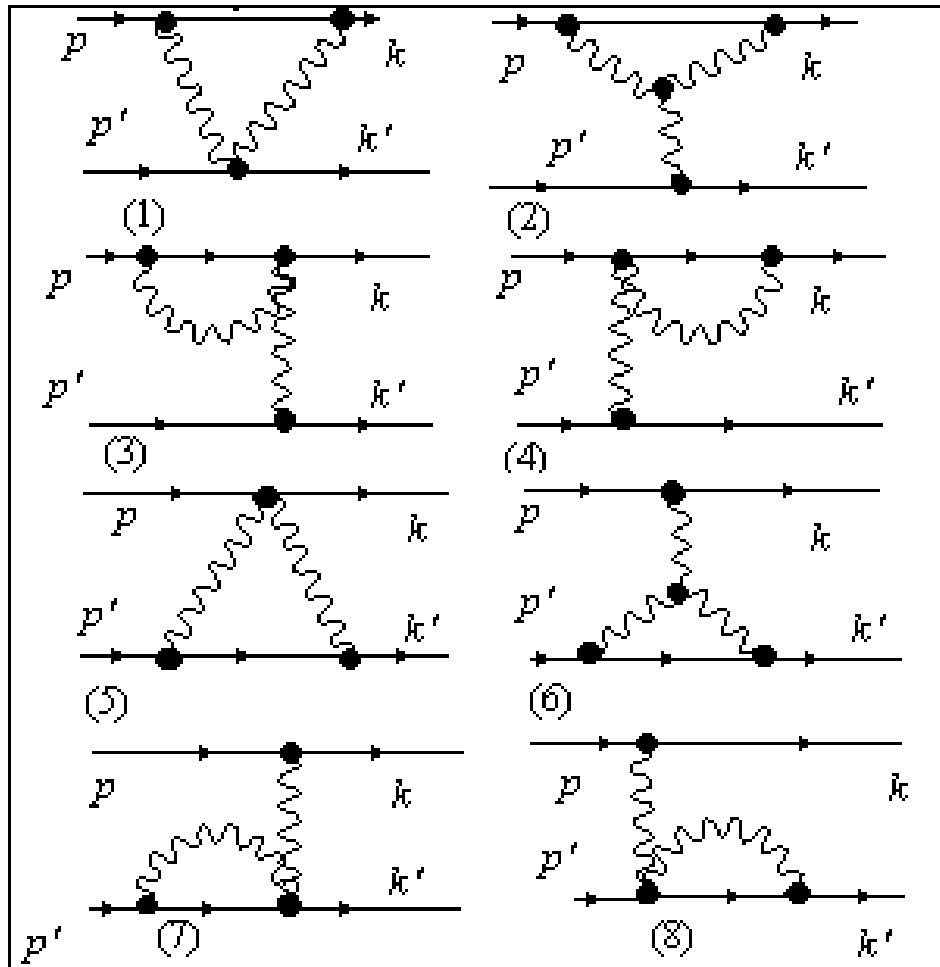 p k p k
p' k' p' k'
(1) (2)
p k p k
p' k' p' k'
(3) (4)
p k p k
p' k' p' k'
(5) (6)
p k p k
p' k' p' k'
(7) (8)